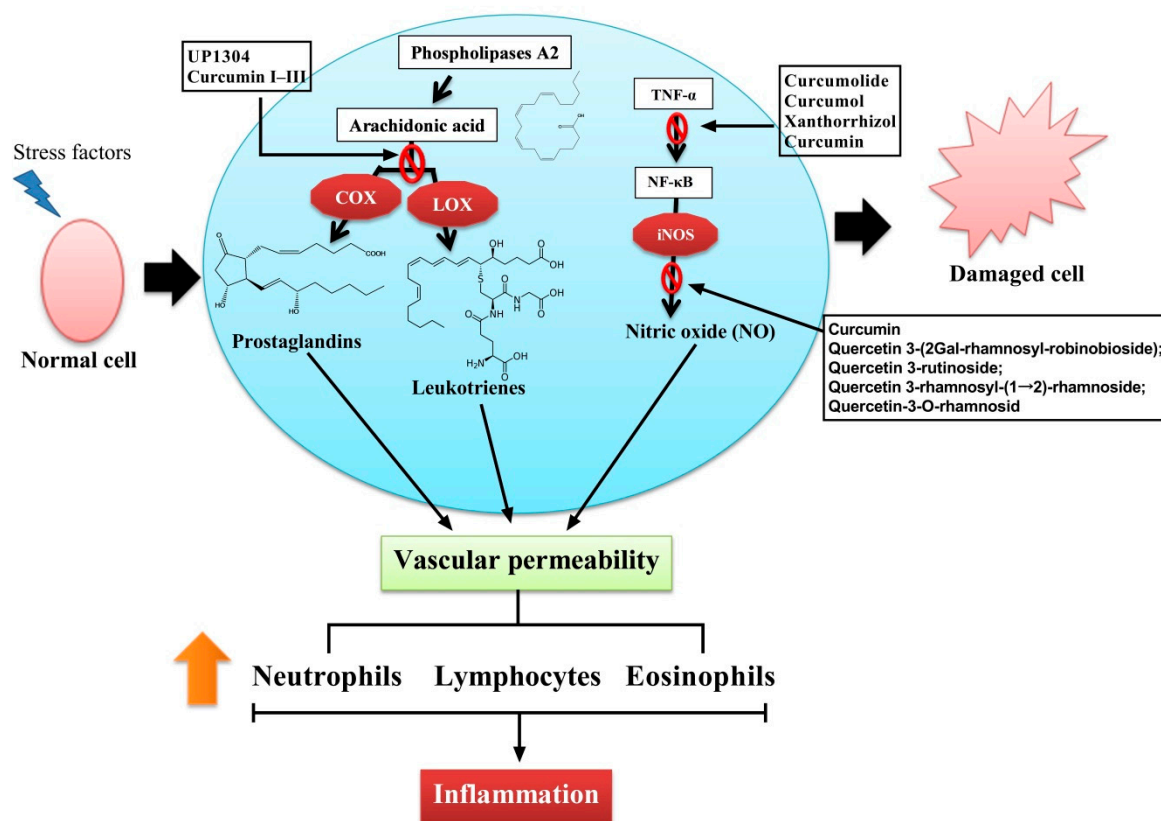 UP1304
Curcumin I–III
Phospholipases A2
Arachidonic acid
OH
O
TNF-α
Curcumolide
Curcumol
Xanthorrhizol
Curcumin
Stress factors
COX
LOX
NF-κB
iNOS
O
COOH
HO
OH
OH
O
OH
S
O
OH
NH
O
NH
O
O
OH
H₂N
Normal cell
Prostaglandins
Leukotrienes
Nitric oxide (NO)
Damaged cell
Curcumin
Quercetin 3-(2Gal-rhamnosyl-robinobioside);
Quercetin 3-rutinoside;
Quercetin 3-rhamnosyl-(1→2)-rhamnoside;
Quercetin-3-O-rhamnosid
Vascular permeability
Neutrophils Lymphocytes Eosinophils
Inflammation